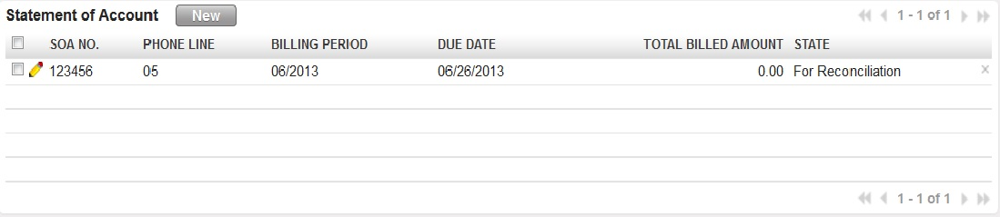 Statement of Account New 1 - 1 of 1
SOA NO. PHONE LINE BILLING PERIOD DUE DATE TOTAL BILLED AMOUNT STATE
123456 05 06/2013 06/26/2013 0.00 For Reconciliation
1 - 1 of 1